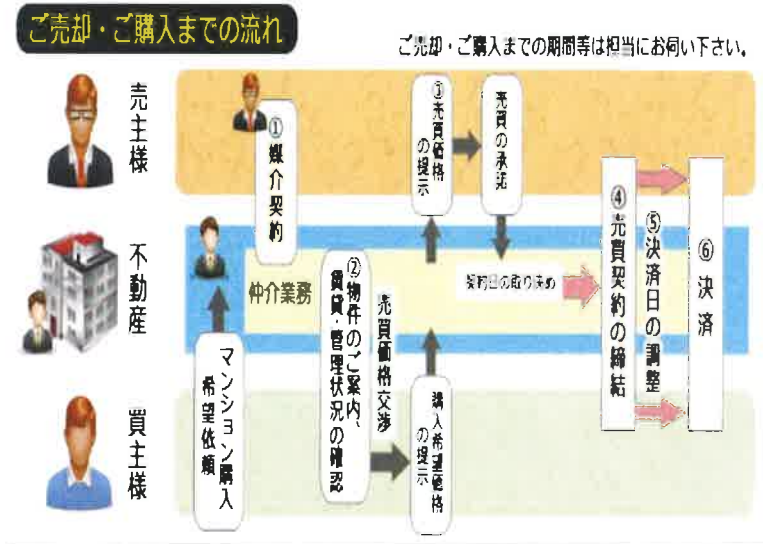 ご売却・ご購入までの流れ
ご売却・ご購入までの期間等は担当にお伺い下さい。
売主様
不動産
買主様
①媒介契約
仲介業務
マンション購入
希望依頼
②物件のご案内、
賃貸・管理状況の確認
売買価格交渉
購入希望価格
の提示
③売買価格
の提示
売買の承諾
契約日の取り決め
④売買契約の締結
⑤決済日の調整
⑥決済